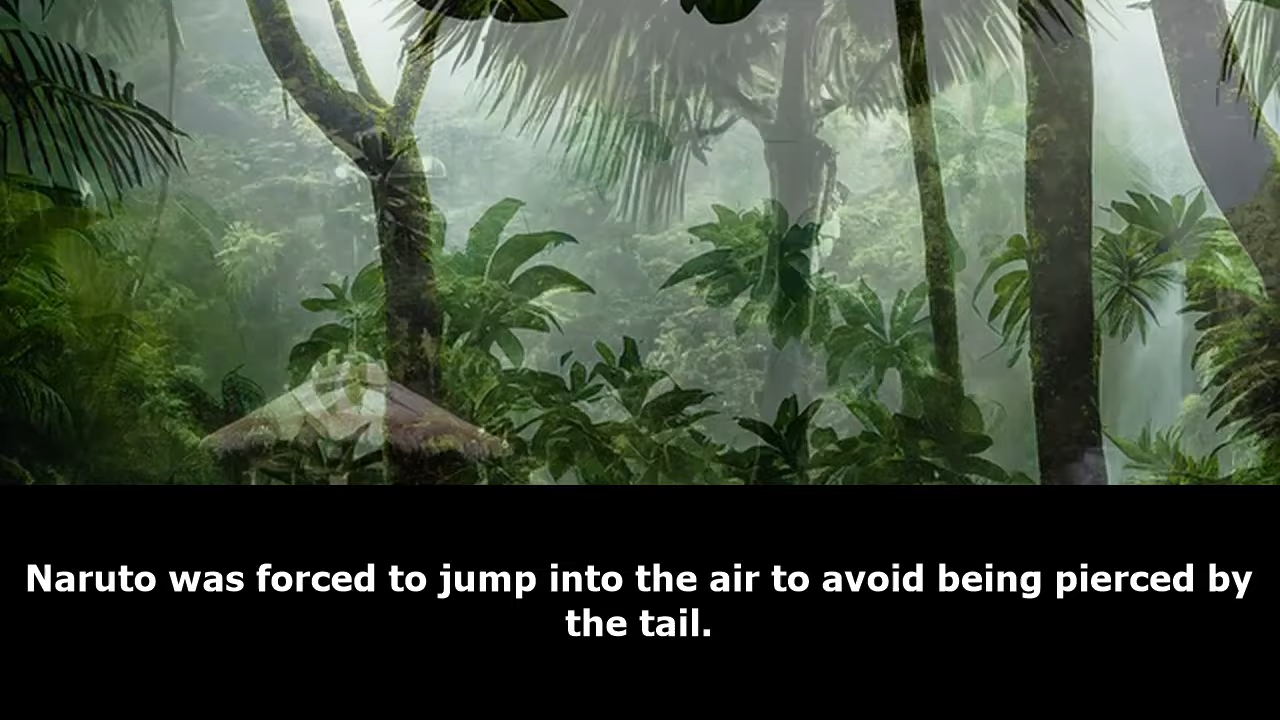 Naruto was forced to jump into the air to avoid being pierced by
the tail.